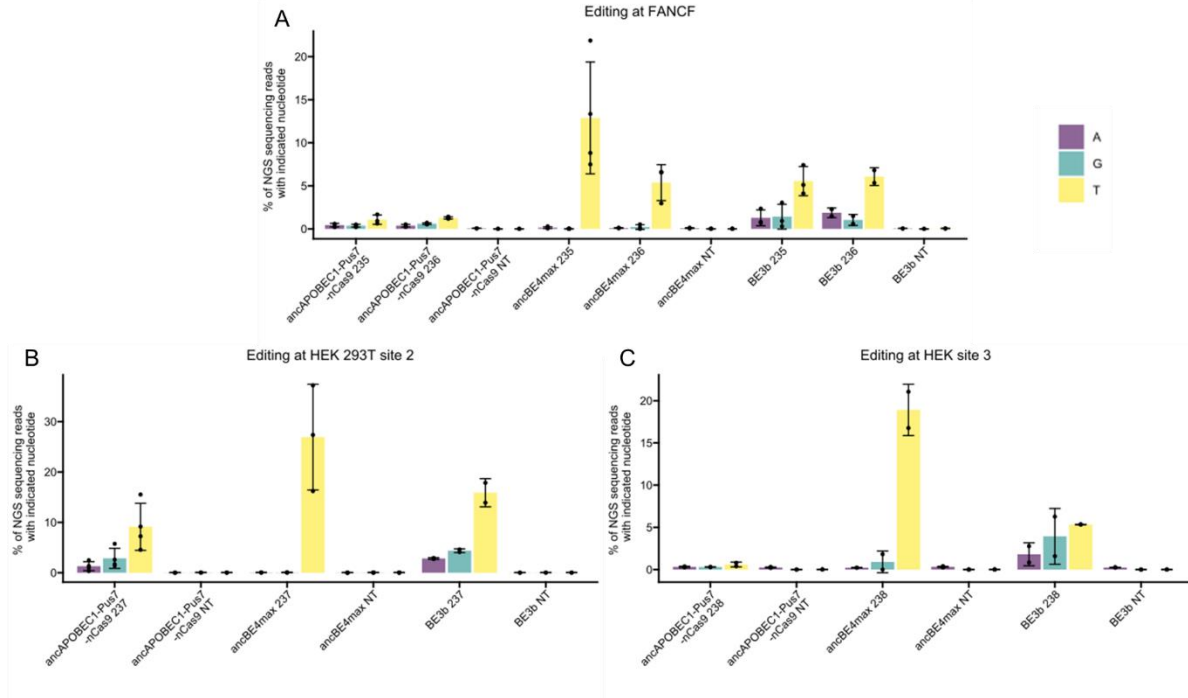 A
Editing at FANCF
% of NGS sequencing reads
with indicated nucleotide
20
15
10
5
0
ancAPOBEC1-Pus7
-nCas9 235
ancAPOBEC1-Pus7
-nCas9 236
ancAPOBEC1-Pus7
-nCas9 NT
ancBE4max 235
ancBE4max 236
ancBE4max NT
BE3b 235
BE3b 236
BE3b NT
A
G
T
B
Editing at HEK 293T site 2
% of NGS sequencing reads
with indicated nucleotide
30
20
10
0
ancAPOBEC1-Pus7
-nCas9 237
ancAPOBEC1-Pus7
-nCas9 NT
ancBE4max 237
ancBE4max NT
BE3b 237
BE3b NT
C
Editing at HEK site 3
% of NGS sequencing reads
with indicated nucleotide
20
15
10
5
0
ancAPOBEC1-Pus7
-nCas9 238
ancAPOBEC1-Pus7
-nCas9 NT
ancBE4max 238
ancBE4max NT
BE3b 238
BE3b NT